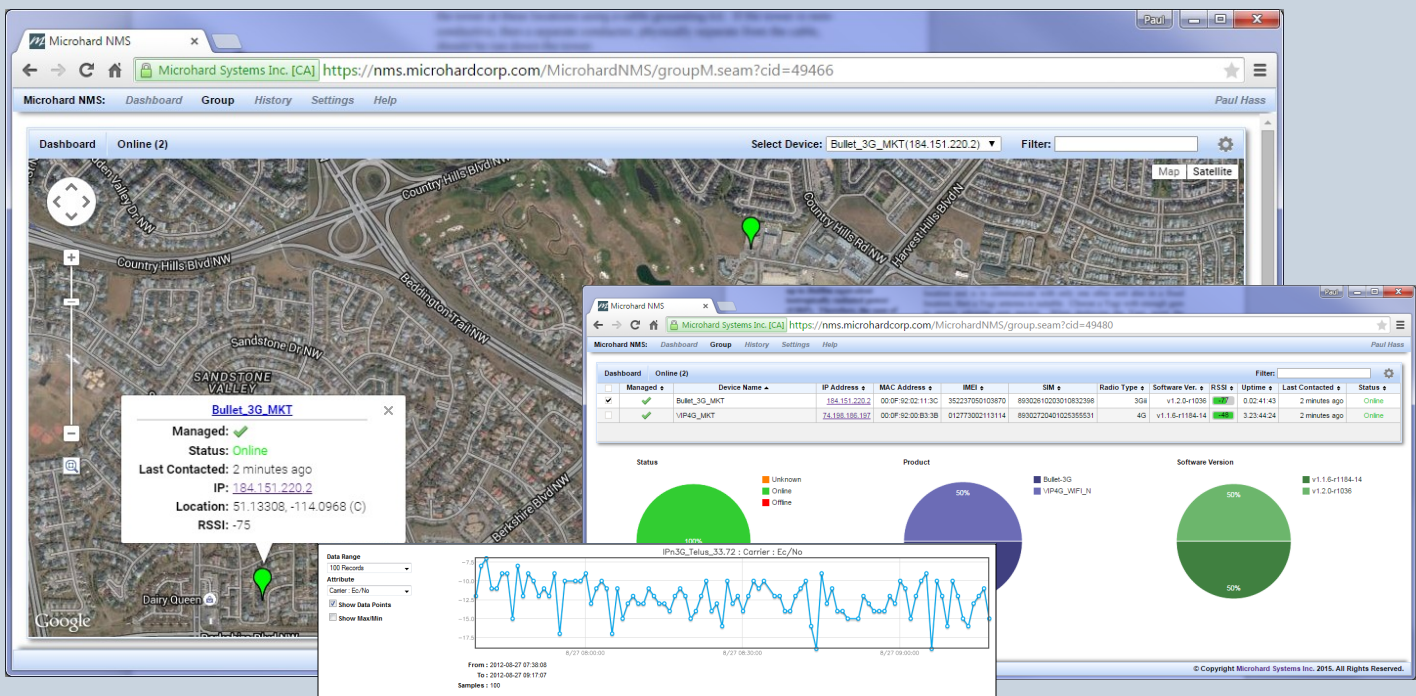 Paul
Microhard NMS
Microhard Systems Inc. [CA] https://nms.microhardcorp.com/MicrohardNMS/groupM.seam?cid=49466
Microhard NMS: Dashboard Group History Settings Help Paul Hass
Dashboard Online (2) Select Device: Bullet_3G_MKT(184.151.220.2) Filter:
Map Satellite
Country Hills Blvd NW
Country Hills Rd NW
Harvest Hills Blvd N
Country Hills Blvd NW
Beddington Trail NW
Sandstone Dr NW
SANDSTONE
VALLEY
Berkshire Blvd NW
Bullet_3G_MKT
Managed:
Status: Online
Last Contacted: 2 minutes ago
IP: 184.151.220.2
Location: 51.13308, -114.0968 (C)
RSSI: -75
Dairy Queen
Google
Berkshire Blvd NW
Paul
Microhard NMS
Microhard Systems Inc. [CA] https://nms.microhardcorp.com/MicrohardNMS/group.seam?cid=49480
Microhard NMS: Dashboard Group History Settings Help Paul Hass
Dashboard Online (2) Filter:
Managed Device Name IP Address MAC Address IMEI SIM Radio Type Software Ver. RSSI Uptime Last Contacted Status
Bullet_3G_MKT 184.151.220.2 00:0F:92:02:11:3C 352237050103870 89302610203010832398 3Gii v1.2.0-r1036 -77 0.02:41:43 2 minutes ago Online
VIP4G_MKT 74.198.186.197 00:0F:92:00:B3:3B 012773002113114 89302720401025355531 4G v1.1.6-r1184-14 -48 3.23:44:24 2 minutes ago Online
Status
Unknown
Online
Offline
100%
Product
Bullet-3G
VIP4G_WIFI_N
50%
Software Version
v1.1.6-r1184-14
v1.2.0-r1036
50%
50%
Data Range
100 Records
Attribute
Carrier : Ec/No
Show Data Points
Show Max/Min
IPn3G_Telus_33.72 : Carrier : Ec/No
-7.5
-10.0
-12.5
-15.0
-17.5
8/27 08:00:00
8/27 08:30:00
8/27 09:00:00
From : 2012-08-27 07:38:08
To : 2012-08-27 09:17:07
Samples : 100
© Copyright Microhard Systems Inc. 2015. All Rights Reserved.